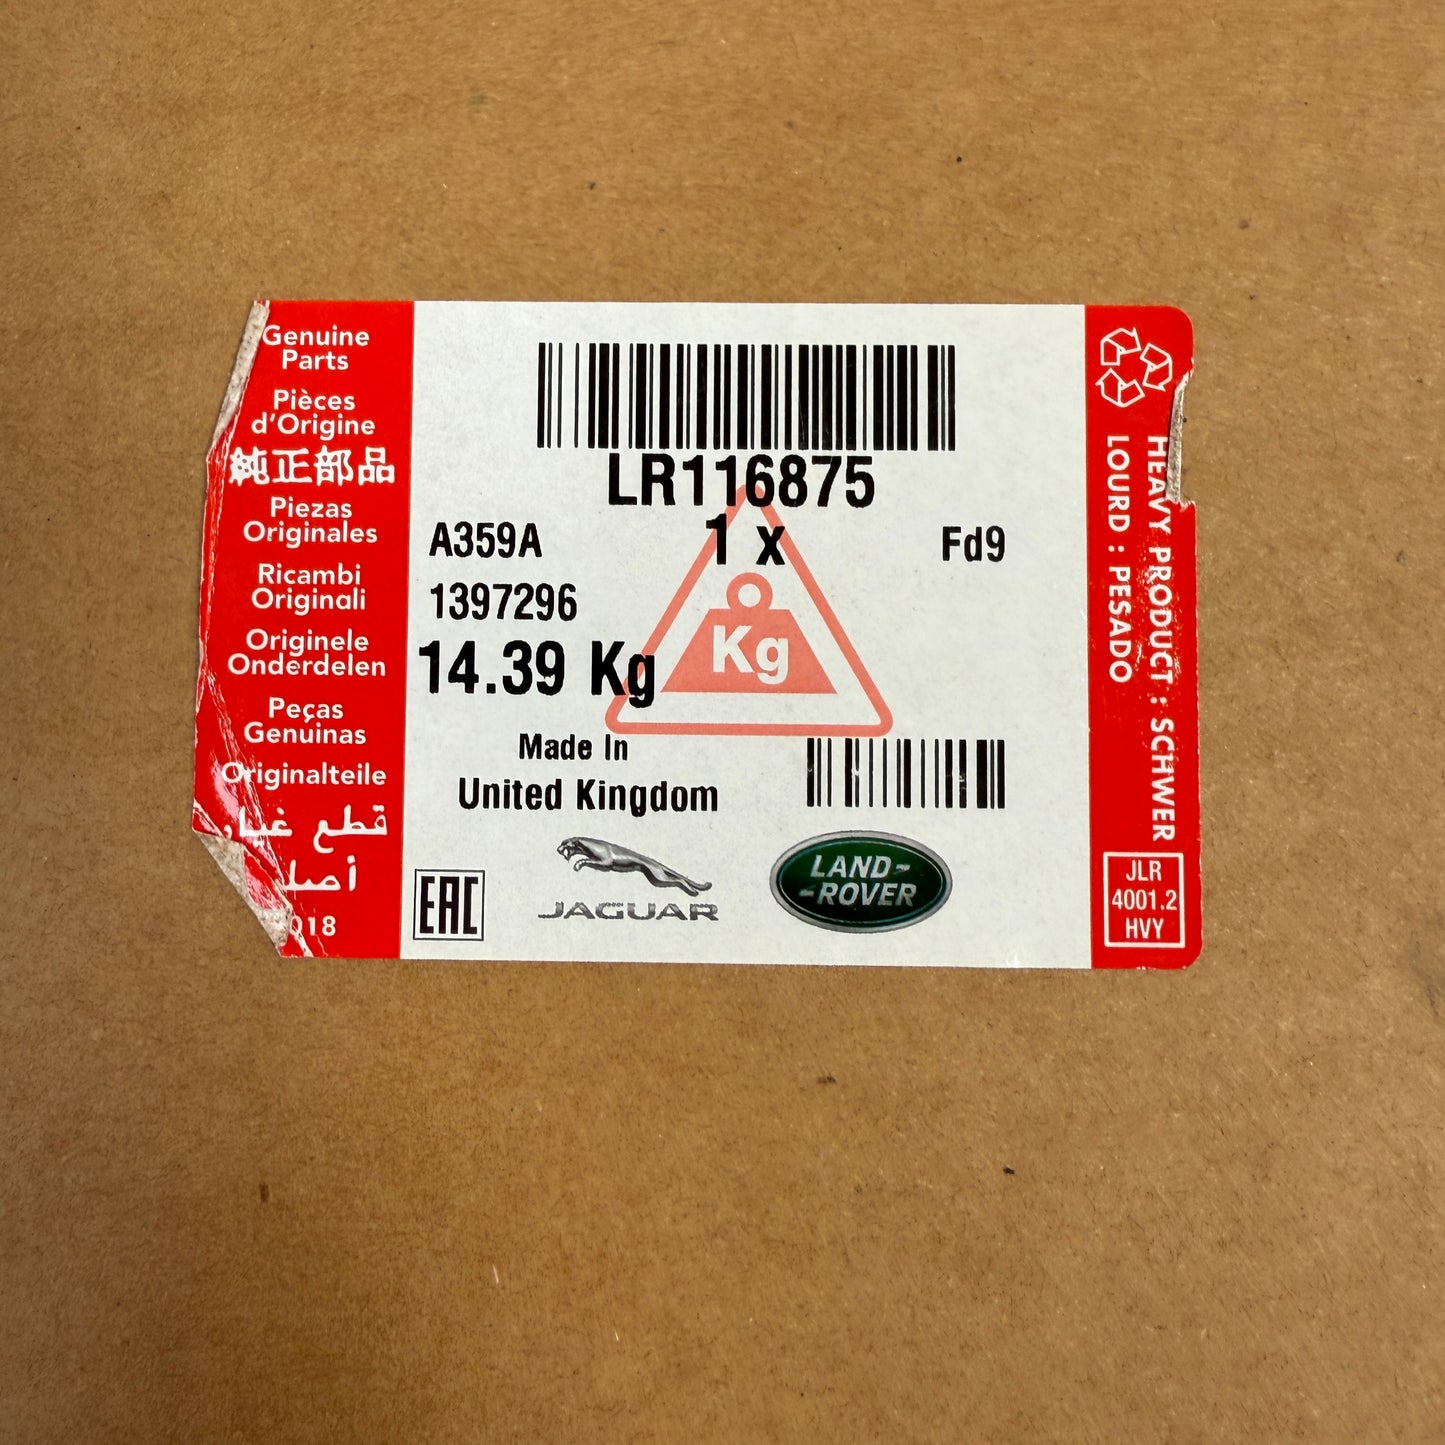 Genuine
Parts
Pièces
d'Origine
純正部品
Piezas
Originales
Ricambi
Originali
Originele
Onderdelen
Peças
Genuinas
Originalteile
قطع غيار
LR116875
A359A
1 x
Fd9
1397296
14.39 Kg
Kg
Made In
United Kingdom
EAC
JAGUAR
LAND-
-ROVER
HEAVY PRODUCT : SCHWER
LOURD : PESADO
JLR
4001.2
HVY